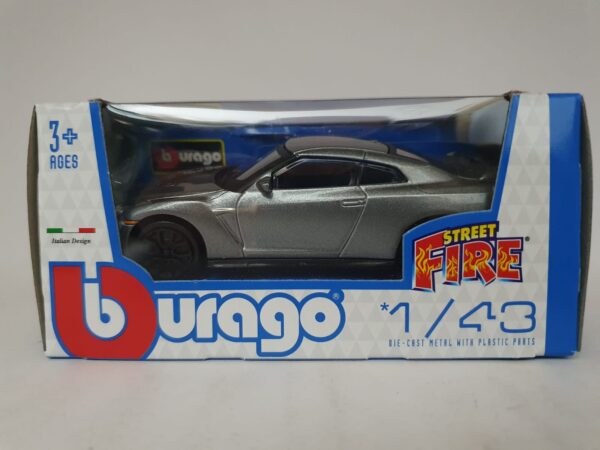 3+
AGES
burago
Italian Design
STREET
FIRE®
burago®
*1/43
DIE-CAST METAL WITH PLASTIC PARTS